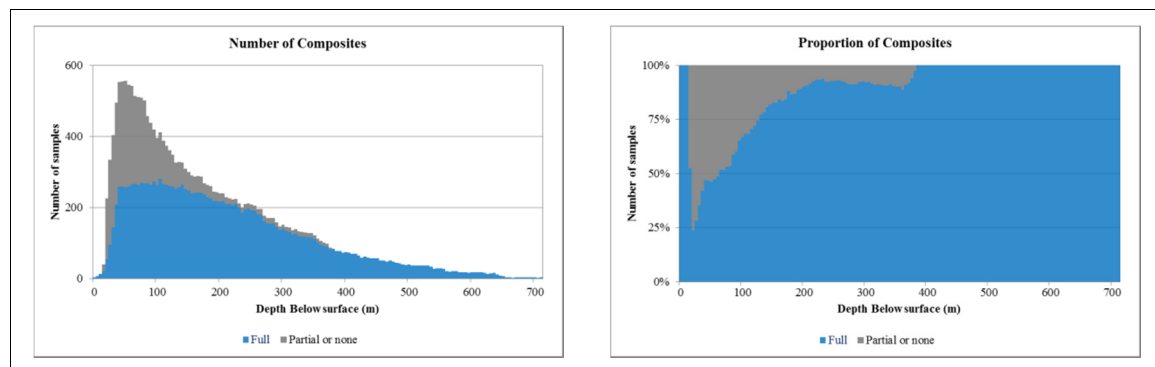 Number of Composites
600
400
200
0
Number of samples
0 100 200 300 400 500 600 700
Depth Below surface (m)
Full Partial or none
Proportion of Composites
100%
75%
50%
25%
0%
Number of samples
0 100 200 300 400 500 600 700
Depth Below surface (m)
Full Partial or none